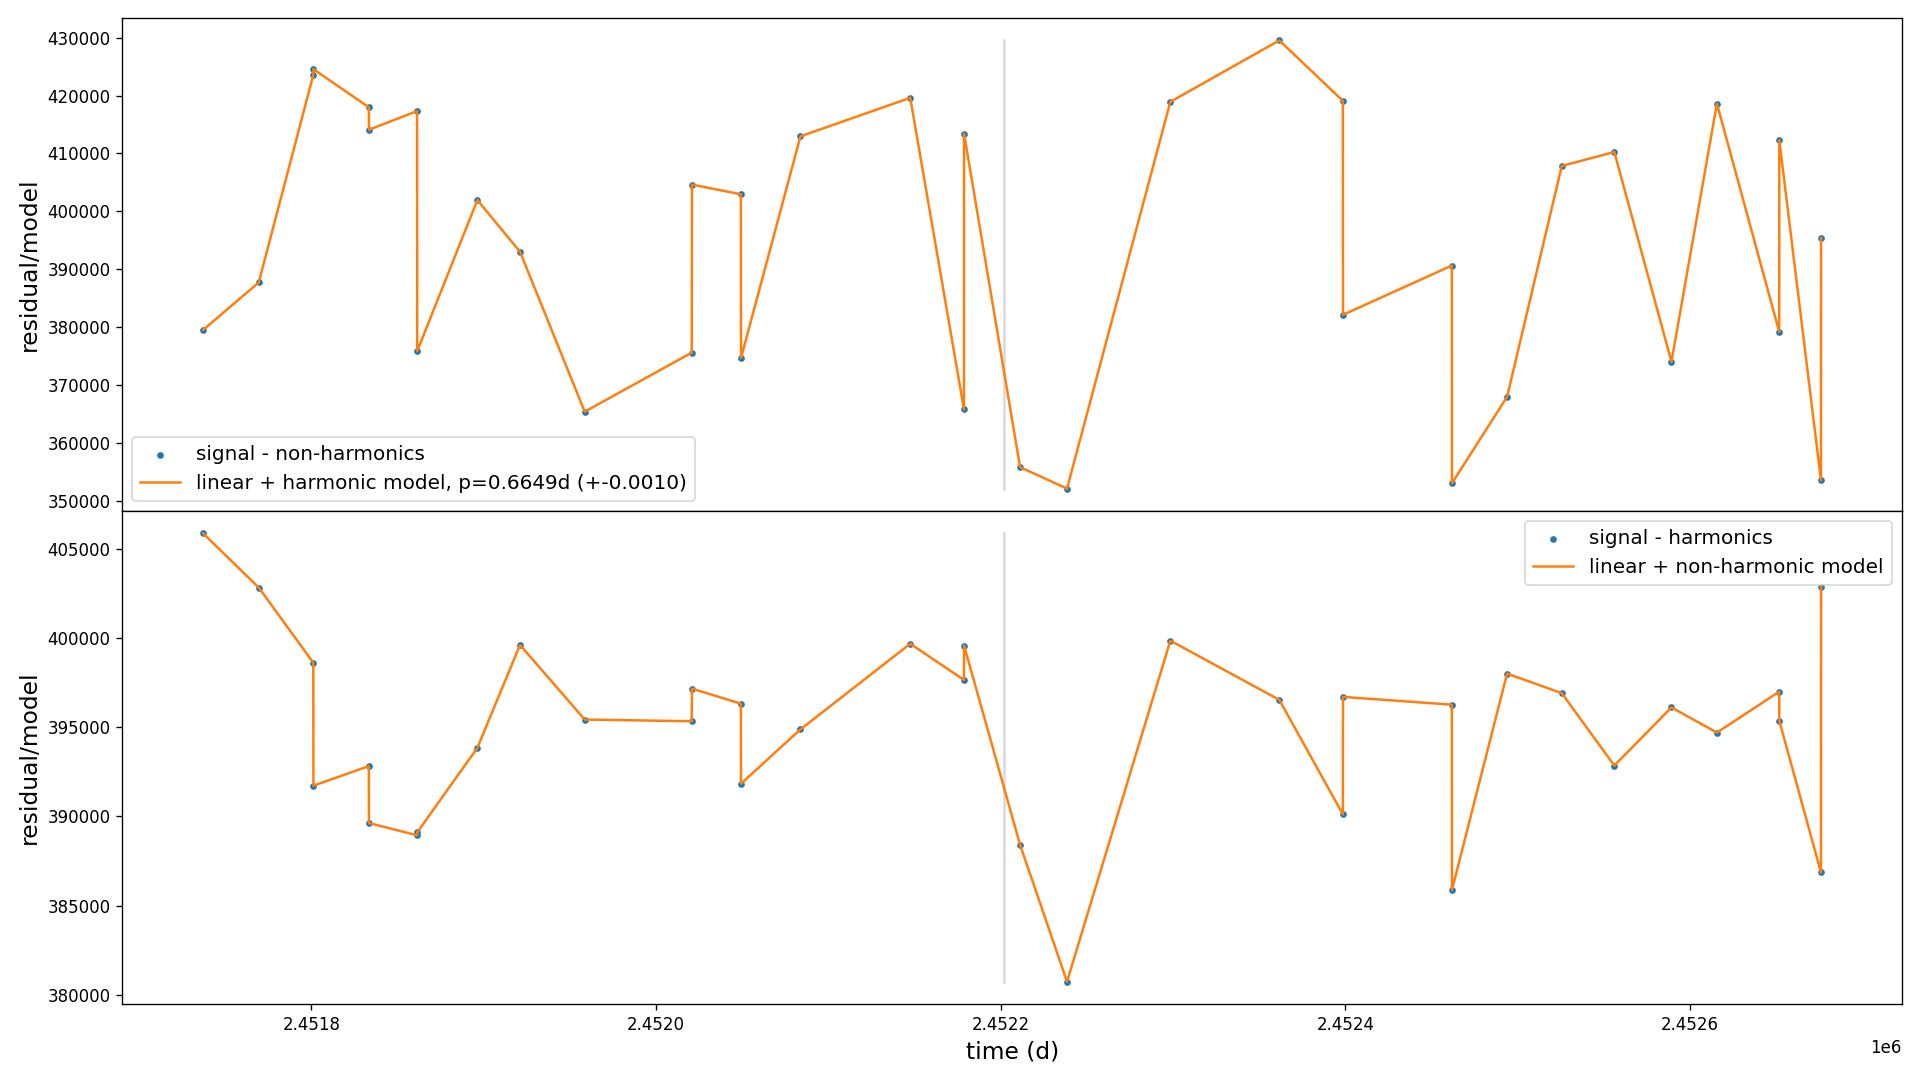 430000
420000
410000
400000
390000
380000
370000
360000
350000
residual/model
signal - non-harmonics
linear + harmonic model, p=0.6649d (+-0.0010)
405000
400000
395000
390000
385000
380000
residual/model
signal - harmonics
linear + non-harmonic model
2.4518 2.4520 2.4522 2.4524 2.4526
time (d)
1e6